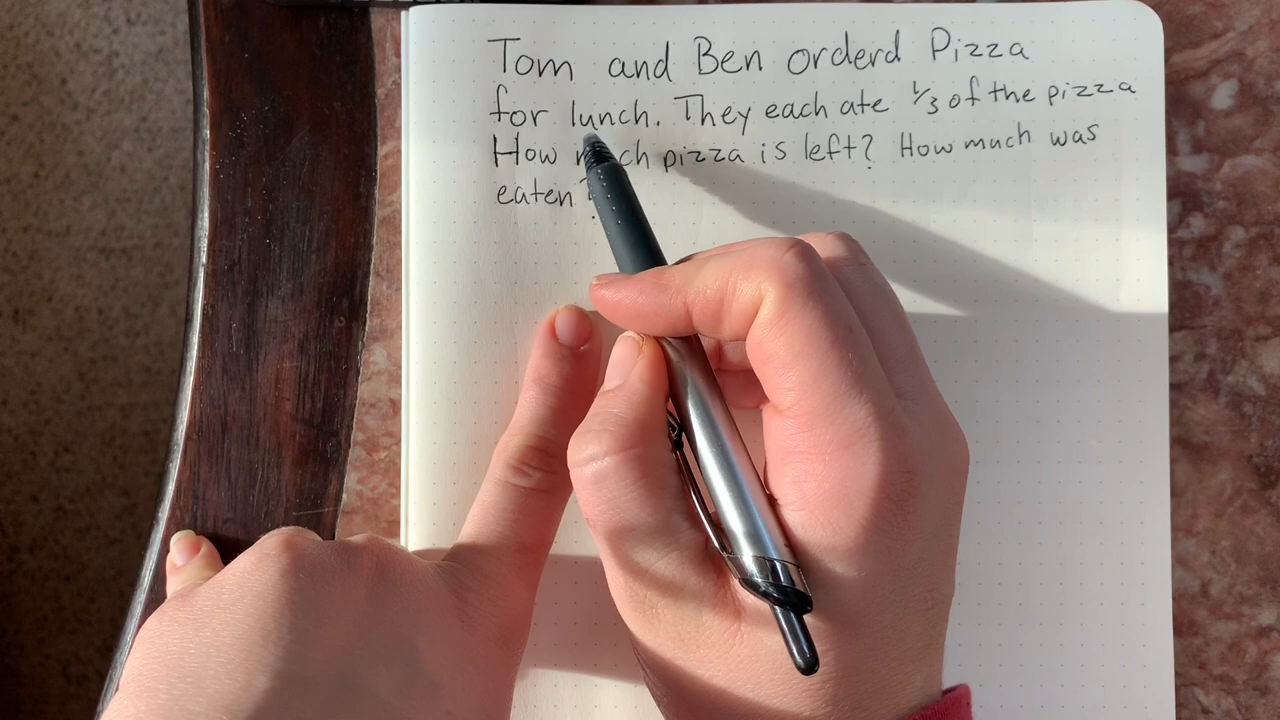 Tom and Ben orderd Pizza
for lunch. They each ate 1/3 of the pizza
How much pizza is left? How much was
eaten?